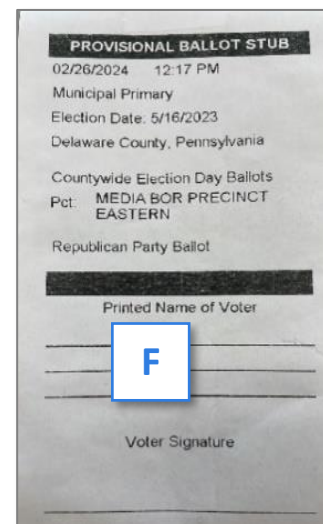 PROVISIONAL BALLOT STUB
02/26/2024 12:17 PM
Municipal Primary
Election Date: 5/16/2023
Delaware County, Pennsylvania
Countywide Election Day Ballots
Pct: MEDIA BOR PRECINCT
EASTERN
Republican Party Ballot
Printed Name of Voter
F
Voter Signature